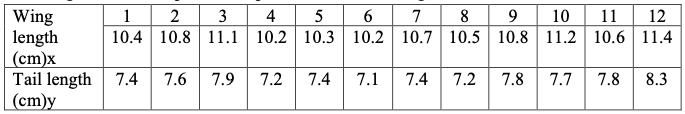 Wing 1 2 3 4 5 6 7 8 9 10 11 12
length 10.4 10.8 11.1 10.2 10.3 10.2 10.7 10.5 10.8 11.2 10.6 11.4
(cm)x
Tail length 7.4 7.6 7.9 7.2 7.4 7.1 7.4 7.2 7.8 7.7 7.8 8.3
(cm)y